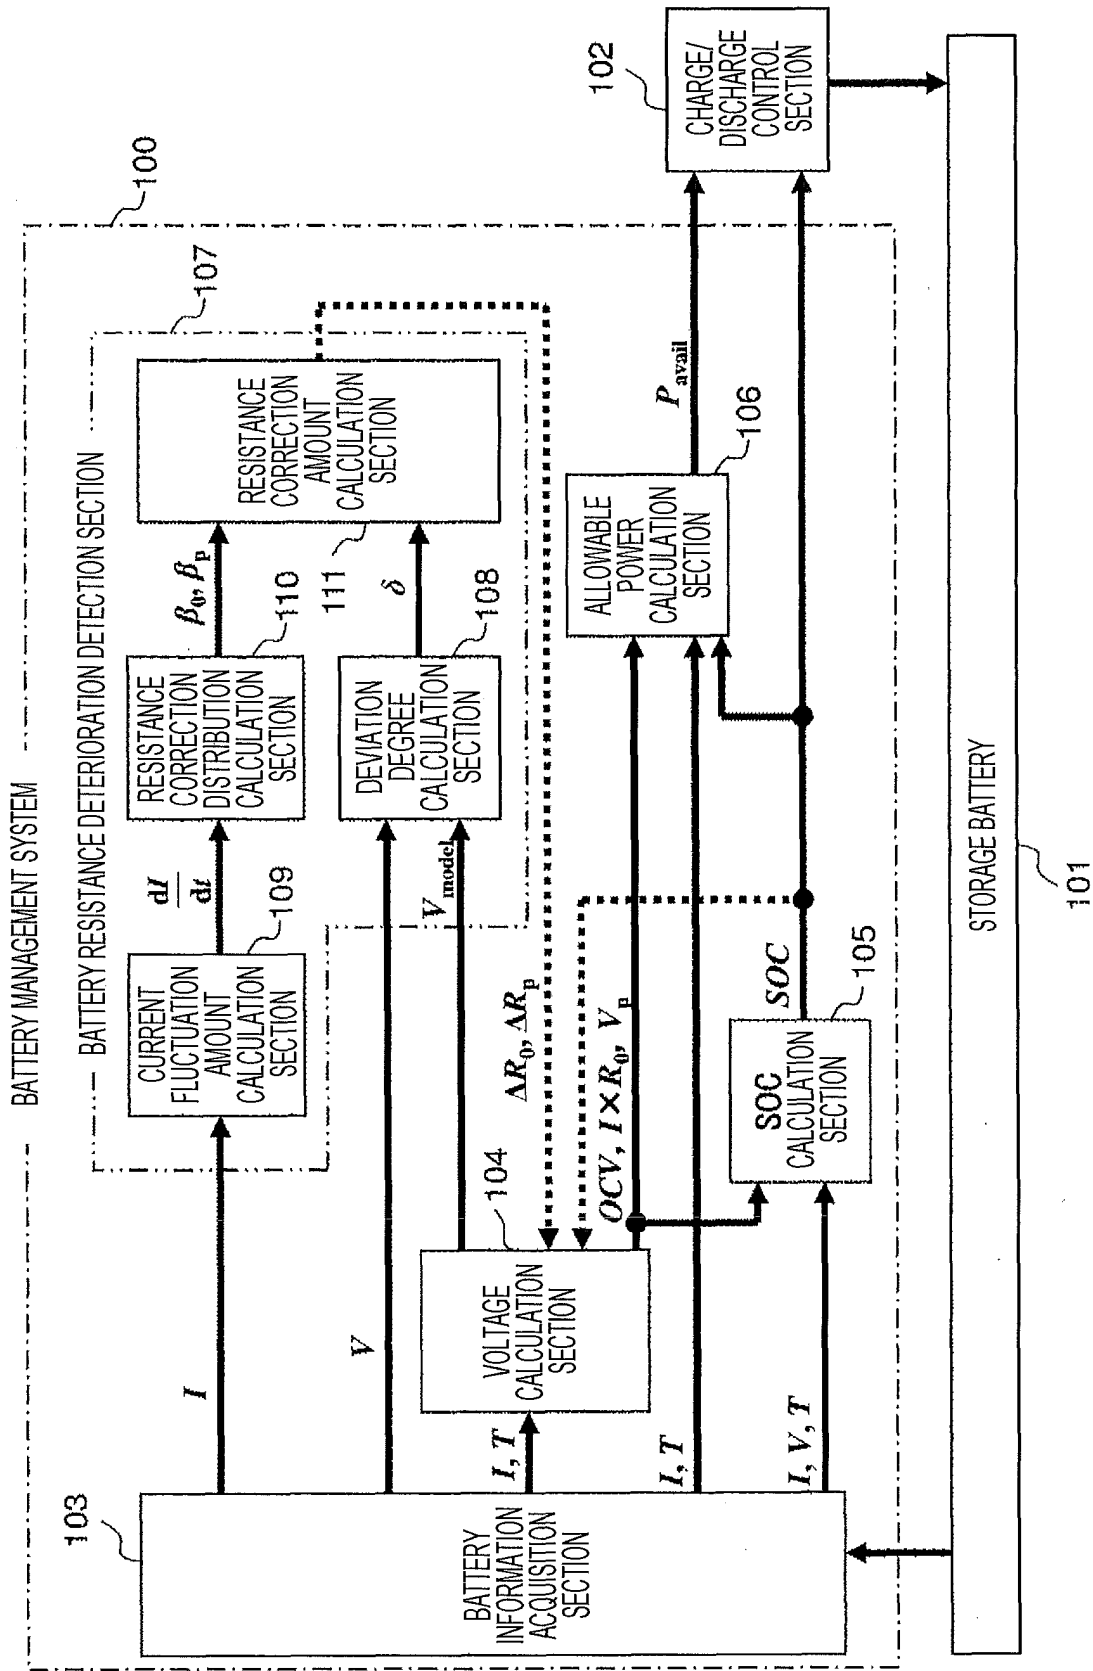 BATTERY MANAGEMENT SYSTEM
100
BATTERY RESISTANCE DETERIORATION DETECTION SECTION
107
103
BATTERY
INFORMATION
ACQUISITION
SECTION
I
V
I, T
I, T
I, V, T
CURRENT
FLUCTUATION
AMOUNT
CALCULATION
SECTION
109
dI
dt
RESISTANCE
CORRECTION
DISTRIBUTION
CALCULATION
SECTION
110
β0, βp
RESISTANCE
CORRECTION
AMOUNT
CALCULATION
SECTION
111
DEVIATION
DEGREE
CALCULATION
SECTION
108
δ
Vmodel
VOLTAGE
CALCULATION
SECTION
104
ΔR0, ΔRp
OCV, I×R0, Vp
SOC
CALCULATION
SECTION
105
SOC
ALLOWABLE
POWER
CALCULATION
SECTION
106
Pavail
CHARGE/
DISCHARGE
CONTROL
SECTION
102
STORAGE BATTERY
101